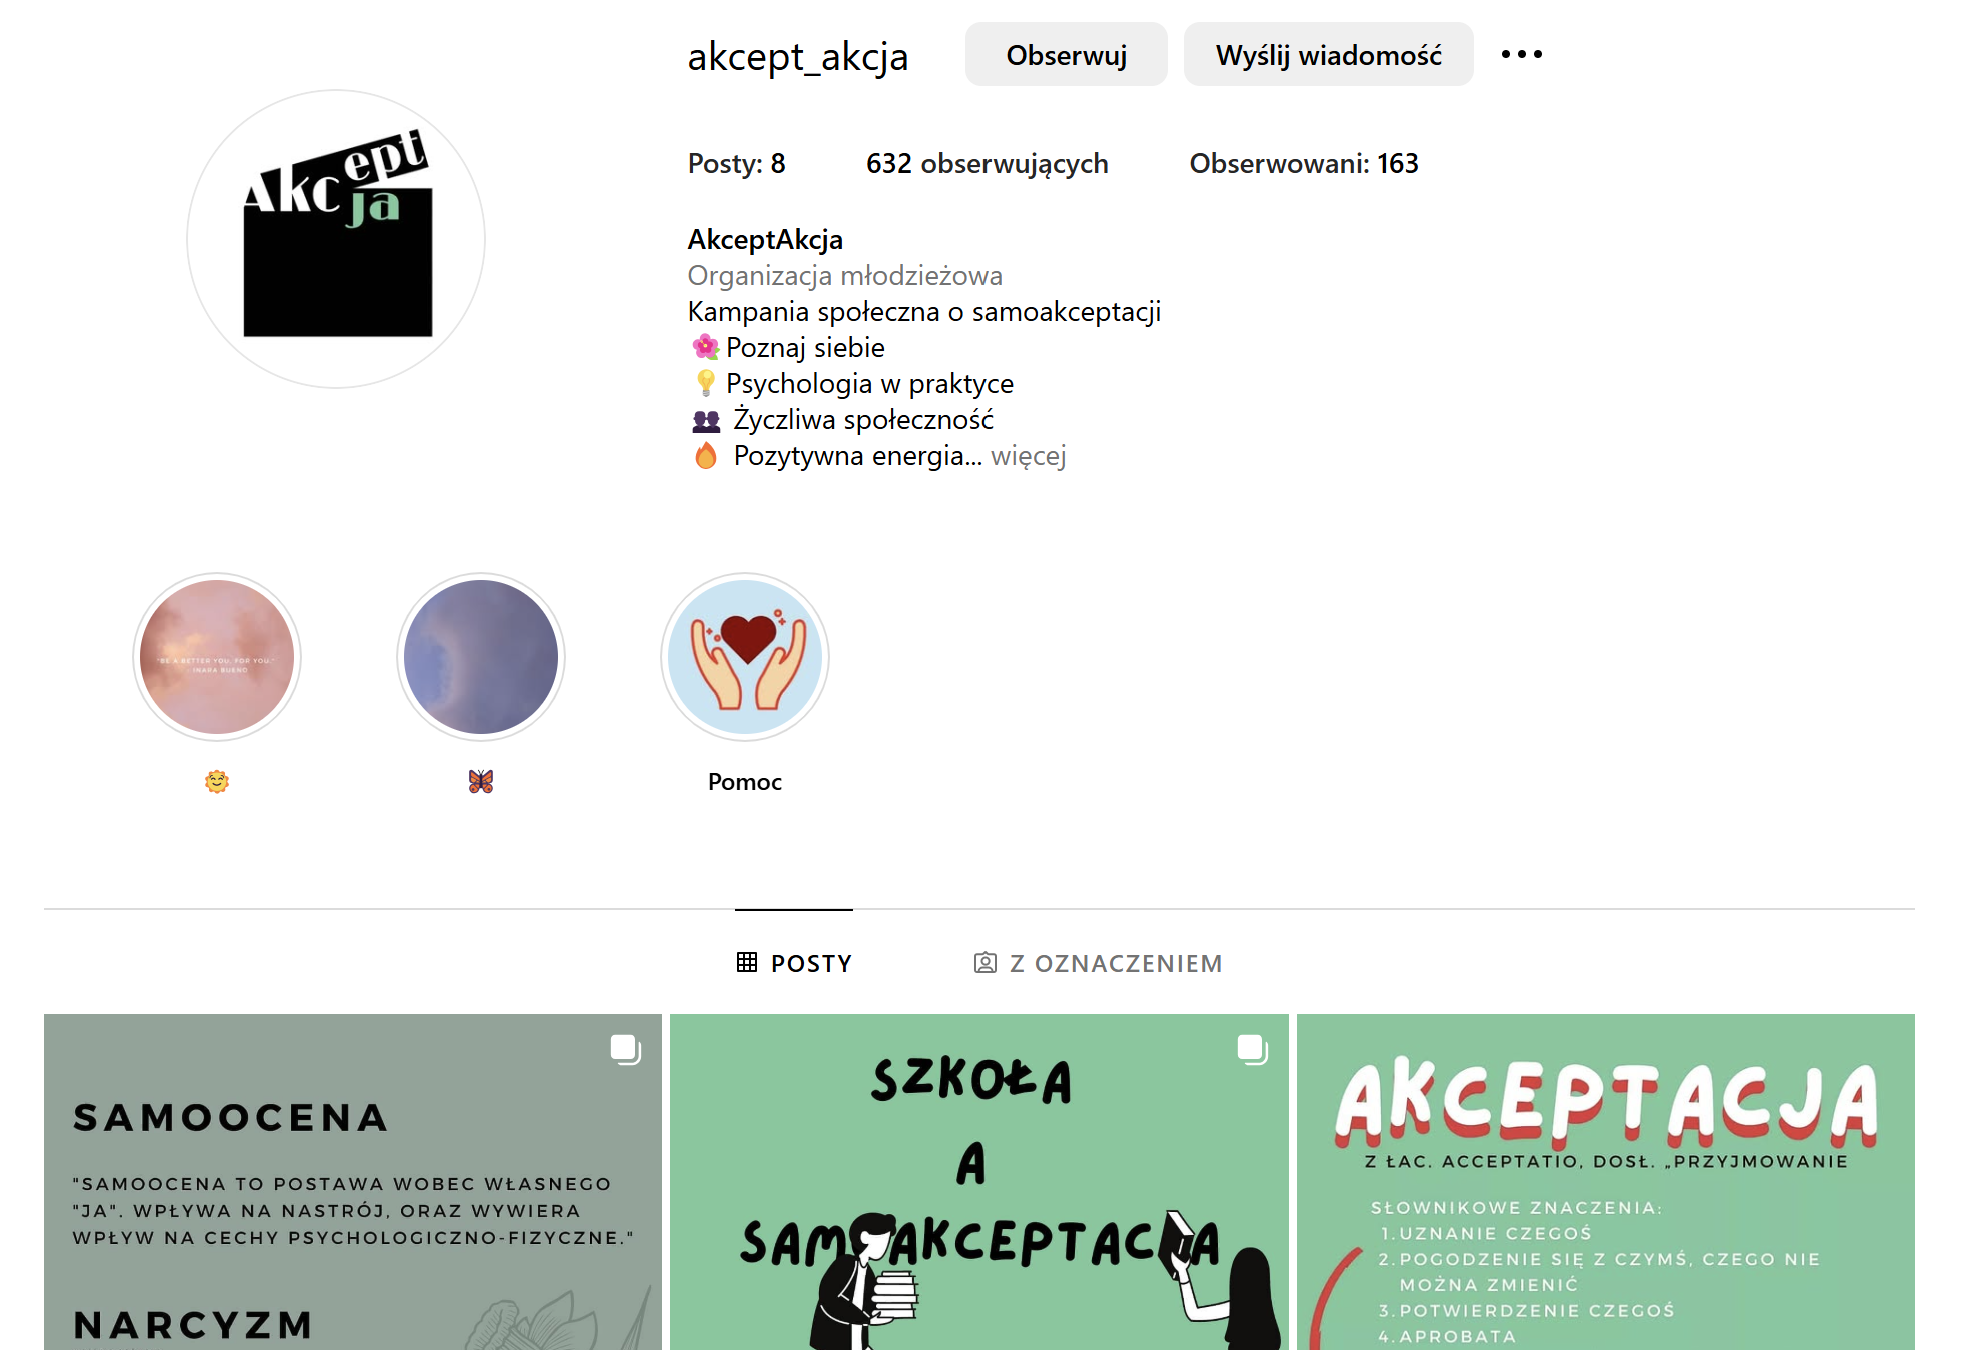 akcept_akcja
Obserwuj
Wyślij wiadomość
Akcept
ja
Posty: 8
632 obserwujących
Obserwowani: 163
AkceptAkcja
Organizacja młodzieżowa
Kampania społeczna o samoakceptacji
🌺Poznaj siebie
💡Psychologia w praktyce
👥 Życzliwa społeczność
🔥 Pozytywna energia... więcej
"BE A BETTER YOU, FOR YOU."
- INARA BUENO
🌞
🦋
Pomoc
POSTY
Z OZNACZENIEM
SAMOOCENA
"SAMOOCENA TO POSTAWA WOBEC WŁASNEGO
"JA". WPŁYWA NA NASTRÓJ, ORAZ WYWIERA
WPŁYW NA CECHY PSYCHOLOGICZNO-FIZYCZNE."
NARCYZM
SZKOŁA
A
SAMOAKCEPTACJA
AKCEPTACJA
Z ŁAC. ACCEPTATIO, DOSŁ. „PRZYJMOWANIE
SŁOWNIKOWE ZNACZENIA:
1. UZNANIE CZEGOŚ
2. POGODZENIE SIĘ Z CZYMŚ, CZEGO NIE
MOŻNA ZMIENIĆ
3. POTWIERDZENIE CZEGOŚ
4. APROBATA